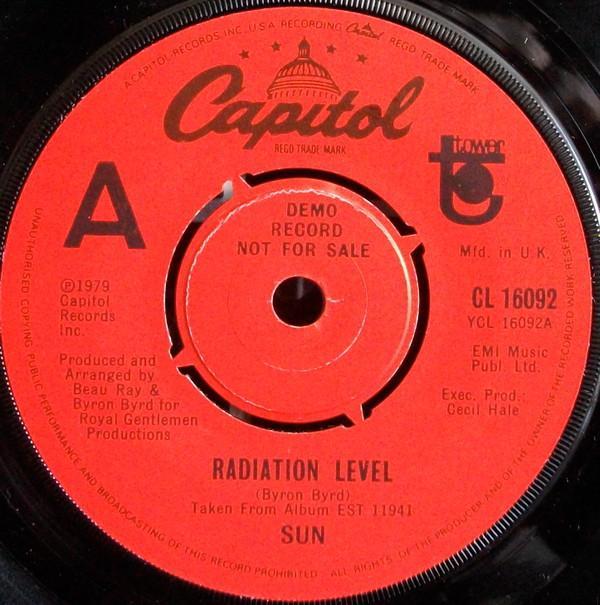 A CAPITOL RECORDS INC. U.S.A RECORDING Capitol REGD TRADE MARK
Capitol
REGD TRADE MARK
tower
t
A
DEMO
RECORD
NOT FOR SALE
Mfd. in U.K.
℗1979
Capitol
Records
Inc.
CL 16092
YCL 16092A
EMI Music
Publ. Ltd.
Produced and
Arranged by
Beau Ray &
Byron Byrd for
Royal Gentlemen
Productions
Exec. Prod.:
Cecil Hale
RADIATION LEVEL
(Byron Byrd)
Taken From Album EST 11941
SUN
UNAUTHORISED COPYING PUBLIC PERFORMANCE AND BROADCASTING OF THIS RECORD PROHIBITED · ALL RIGHTS OF THE PRODUCER AND OF THE OWNER OF THE RECORDED WORK RESERVED